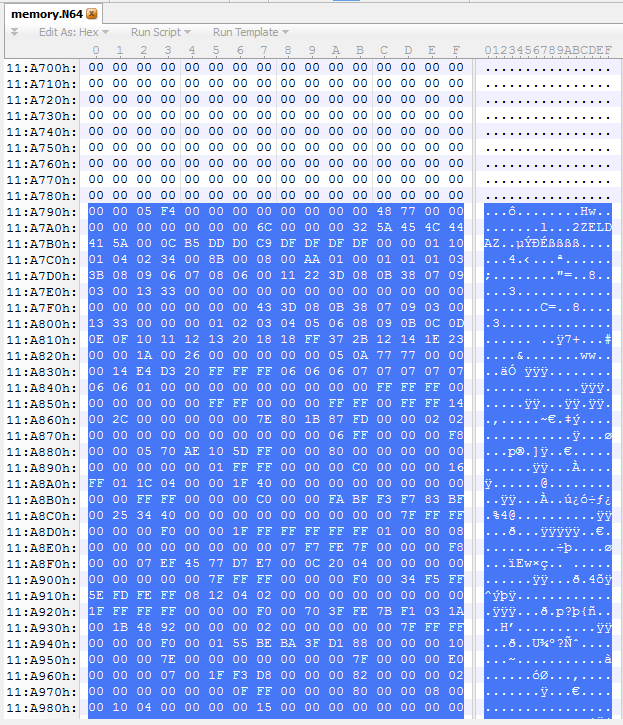 memory.N64
Edit As: Hex Run Script Run Template
0 1 2 3 4 5 6 7 8 9 A B C D E F 0123456789ABCDEF
11:A700h: 00 00 00 00 00 00 00 00 00 00 00 00 00 00 00 00 ................
11:A710h: 00 00 00 00 00 00 00 00 00 00 00 00 00 00 00 00 ................
11:A720h: 00 00 00 00 00 00 00 00 00 00 00 00 00 00 00 00 ................
11:A730h: 00 00 00 00 00 00 00 00 00 00 00 00 00 00 00 00 ................
11:A740h: 00 00 00 00 00 00 00 00 00 00 00 00 00 00 00 00 ................
11:A750h: 00 00 00 00 00 00 00 00 00 00 00 00 00 00 00 00 ................
11:A760h: 00 00 00 00 00 00 00 00 00 00 00 00 00 00 00 00 ................
11:A770h: 00 00 00 00 00 00 00 00 00 00 00 00 00 00 00 00 ................
11:A780h: 00 00 00 00 00 00 00 00 00 00 00 00 00 00 00 00 ................
11:A790h: 00 00 05 F4 00 00 00 00 00 00 00 00 48 77 00 00 ...ô........Hw..
11:A7A0h: 00 00 00 00 00 00 00 6C 00 00 00 32 5A 45 4C 44 .......l...2ZELD
11:A7B0h: 41 5A 00 0C B5 DD D0 C9 DF DF DF DF 00 00 01 10 AZ..µÝÐÉßßßß....
11:A7C0h: 01 04 02 34 00 8B 00 08 00 AA 01 00 01 01 01 03 ...4.‹...ª......
11:A7D0h: 3B 08 09 06 07 08 06 00 11 22 3D 08 0B 38 07 09 ;........"=..8..
11:A7E0h: 03 00 13 33 00 00 00 00 00 00 00 00 00 00 00 00 ...3............
11:A7F0h: 00 00 00 00 00 00 00 43 3D 08 0B 38 07 09 03 00 .......C=..8....
11:A800h: 13 33 00 00 00 01 02 03 04 05 06 08 09 0B 0C 0D .3..............
11:A810h: 0E 0F 10 11 12 13 20 18 18 FF 37 2B 12 14 1E 23 ...... ..ÿ7+...#
11:A820h: 00 00 1A 00 26 00 00 00 00 00 05 0A 77 77 00 00 ....&.......ww..
11:A830h: 00 14 E4 D3 20 FF FF FF 06 06 06 07 07 07 07 07 ..äÓ ÿÿÿ........
11:A840h: 06 06 01 00 00 00 00 00 00 00 00 00 FF FF FF 00 ............ÿÿÿ.
11:A850h: 00 00 00 00 00 FF FF 00 00 00 FF FF 00 FF FF 14 .....ÿÿ...ÿÿ.ÿÿ.
11:A860h: 00 2C 00 00 00 00 7E 80 1B 87 FD 00 00 00 02 02 .,....~€.‡ý.....
11:A870h: 00 00 00 00 00 00 00 00 00 00 06 FF 00 00 00 F8 ...........ÿ...ø
11:A880h: 00 00 05 70 AE 10 5D FF 00 00 80 00 00 00 00 00 ...p®.]ÿ..€.....
11:A890h: 00 00 00 00 00 01 FF FF 00 00 00 C0 00 00 00 16 ......ÿÿ...À....
11:A8A0h: FF 01 1C 04 00 00 1F 40 00 00 00 00 00 00 00 00 ÿ......@........
11:A8B0h: 00 00 FF FF 00 00 00 C0 00 00 FA BF F3 F7 83 BF ..ÿÿ...À..ú¿ó÷ƒ¿
11:A8C0h: 00 25 34 40 00 00 00 00 00 00 00 00 00 7F FF FF .%4@..........ÿÿ
11:A8D0h: 00 00 00 F0 00 00 1F FF FF FF FF FF 01 00 80 08 ...ð...ÿÿÿÿÿ..€.
11:A8E0h: 00 00 00 00 00 00 00 00 07 F7 FE 7F 00 00 00 F8 .........÷þ....ø
11:A8F0h: 00 00 07 EF 45 77 D7 E7 00 0C 20 04 00 00 00 00 ...ïEw×ç.. .....
11:A900h: 00 00 00 00 00 7F FF FF 00 00 00 F0 00 34 F5 FF ......ÿÿ...ð.4õÿ
11:A910h: 5E FD FE FF 08 12 04 02 00 00 00 00 00 00 00 00 ^ýþÿ............
11:A920h: 1F FF FF FF 00 00 00 F0 00 70 3F FE 7B F1 03 1A .ÿÿÿ...ð.p?þ{ñ..
11:A930h: 00 1B 48 92 00 00 00 00 00 00 00 00 00 7F FF FF ..H’..........ÿÿ
11:A940h: 00 00 00 F0 00 01 55 BE BA 3F D1 88 00 00 00 10 ...ð..U¾º?Ñˆ....
11:A950h: 00 00 00 7E 00 00 00 00 00 00 00 7F 00 00 00 E0 ...~...........à
11:A960h: 00 00 00 07 00 1F F3 D8 00 00 00 82 00 00 00 02 ......óØ...‚....
11:A970h: 00 00 00 00 00 00 0F FF 00 00 00 80 00 00 08 00 .......ÿ...€....
11:A980h: 00 10 04 00 00 00 00 15 00 00 00 00 00 00 00 00 ................